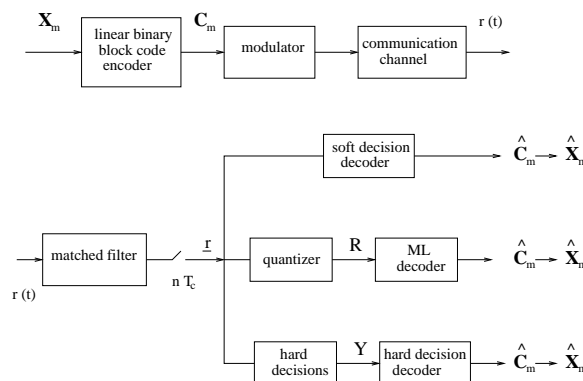 X_m
linear binary
block code
encoder
C_m
modulator
communication
channel
r (t)
soft decision
decoder
Ĉ_m
X̂_m
r (t)
matched filter
n T_c
r
quantizer
R
ML
decoder
Ĉ_m
X̂_m
hard
decisions
Y
hard decision
decoder
Ĉ_m
X̂_m